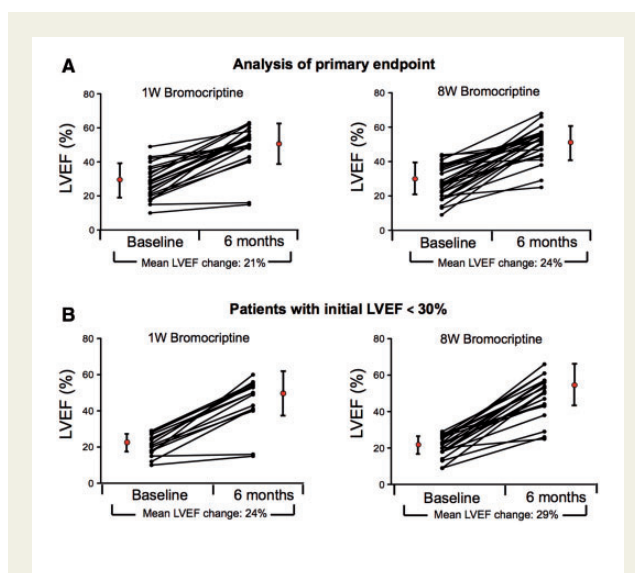 A Analysis of primary endpoint
1W Bromocriptine
8W Bromocriptine
LVEF (%)
80
60
40
20
0
Baseline 6 months
Mean LVEF change: 21%
LVEF (%)
80
60
40
20
0
Baseline 6 months
Mean LVEF change: 24%
B Patients with initial LVEF < 30%
1W Bromocriptine
8W Bromocriptine
LVEF (%)
80
60
40
20
0
Baseline 6 months
Mean LVEF change: 24%
LVEF (%)
80
60
40
20
0
Baseline 6 months
Mean LVEF change: 29%